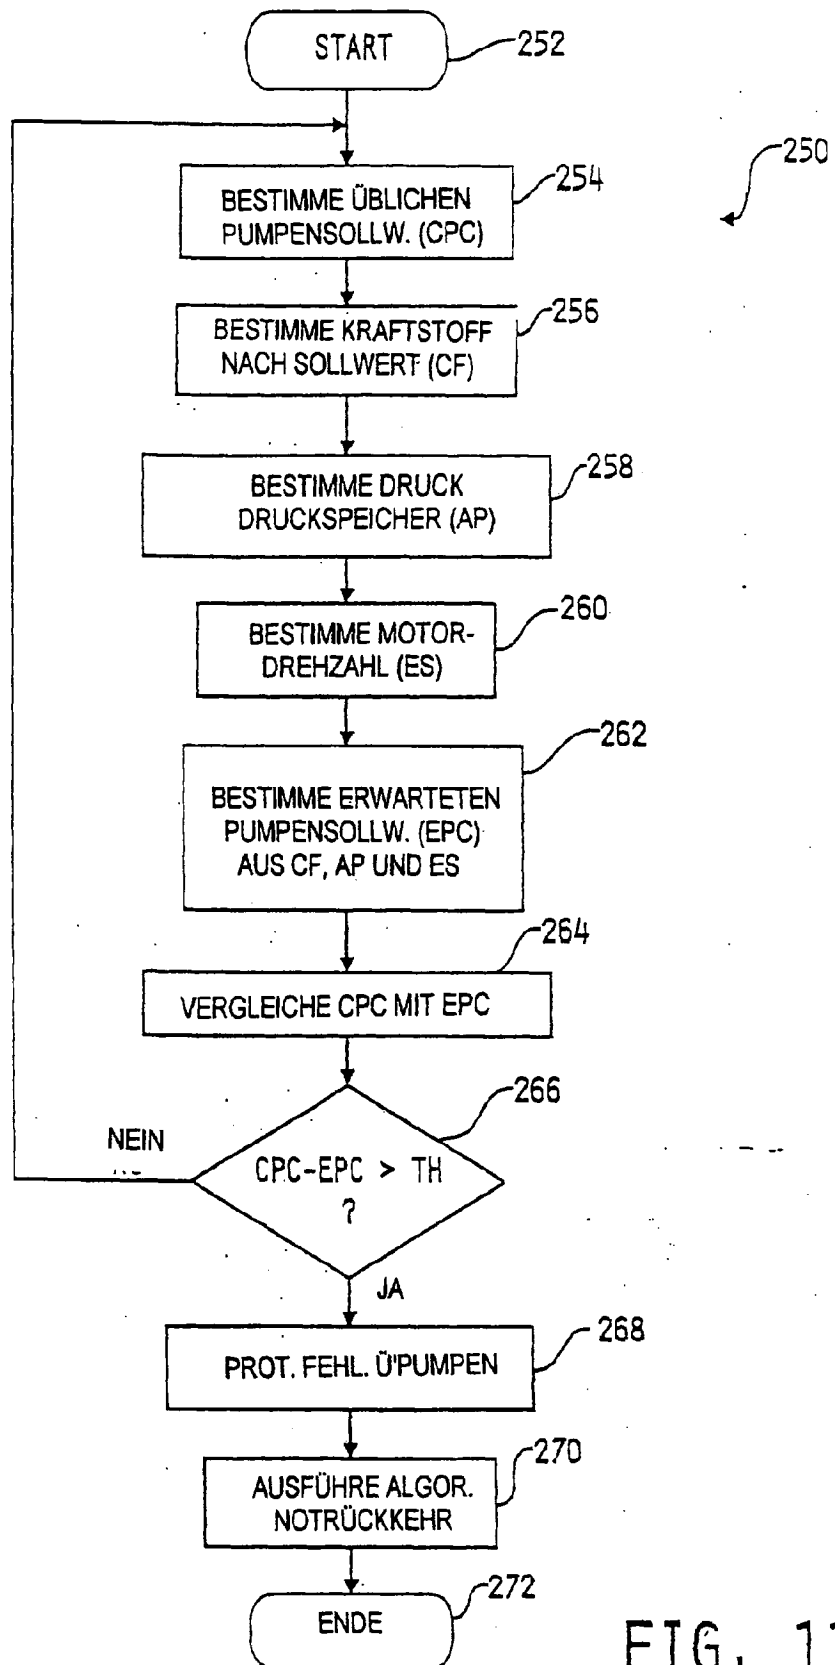 START
252
250
BESTIMME ÜBLICHEN
PUMPENSOLLW. (CPC)
254
BESTIMME KRAFTSTOFF
NACH SOLLWERT (CF)
256
BESTIMME DRUCK
DRUCKSPEICHER (AP)
258
BESTIMME MOTOR-
DREHZAHL (ES)
260
BESTIMME ERWARTETEN
PUMPENSOLLW. (EPC)
AUS CF, AP UND ES
262
VERGLEICHE CPC MIT EPC
264
CPC-EPC > TH
?
266
NEIN
JA
PROT. FEHL. Ü'PUMPEN
268
AUSFÜHRE ALGOR.
NOTRÜCKKEHR
270
ENDE
272
FIG.